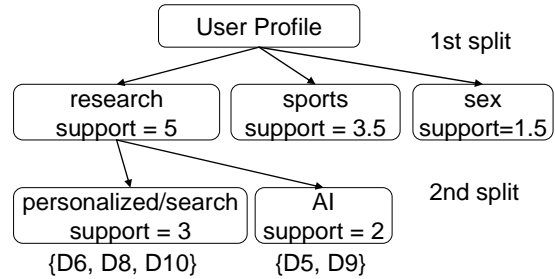 User Profile
1st split
research
support = 5
sports
support = 3.5
sex
support=1.5
2nd split
personalized/search
support = 3
AI
support = 2
{D6, D8, D10}
{D5, D9}